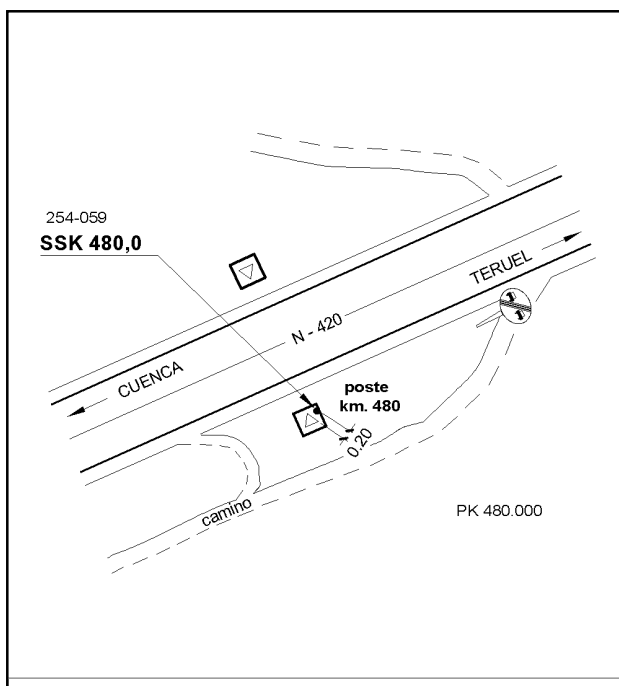 254-059
SSK 480,0
TERUEL
N - 420
CUENCA
poste
km. 480
0.20
camino
PK 480.000